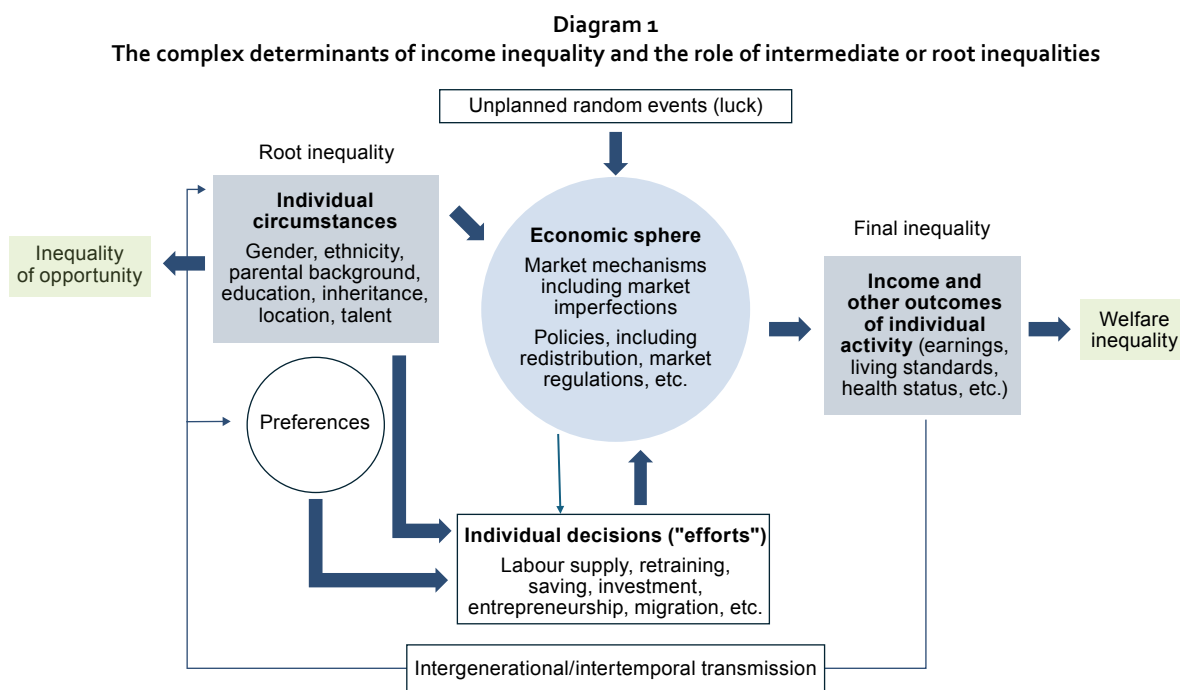 Diagram 1
The complex determinants of income inequality and the role of intermediate or root inequalities
Unplanned random events (luck)
Root inequality
Individual
circumstances
Gender, ethnicity,
parental background,
education, inheritance,
location, talent
Inequality
of opportunity
Economic sphere
Market mechanisms
including market
imperfections
Policies, including
redistribution, market
regulations, etc.
Final inequality
Income and
other outcomes
of individual
activity (earnings,
living standards,
health status, etc.)
Welfare
inequality
Preferences
Individual decisions ("efforts")
Labour supply, retraining,
saving, investment,
entrepreneurship, migration, etc.
Intergenerational/intertemporal transmission